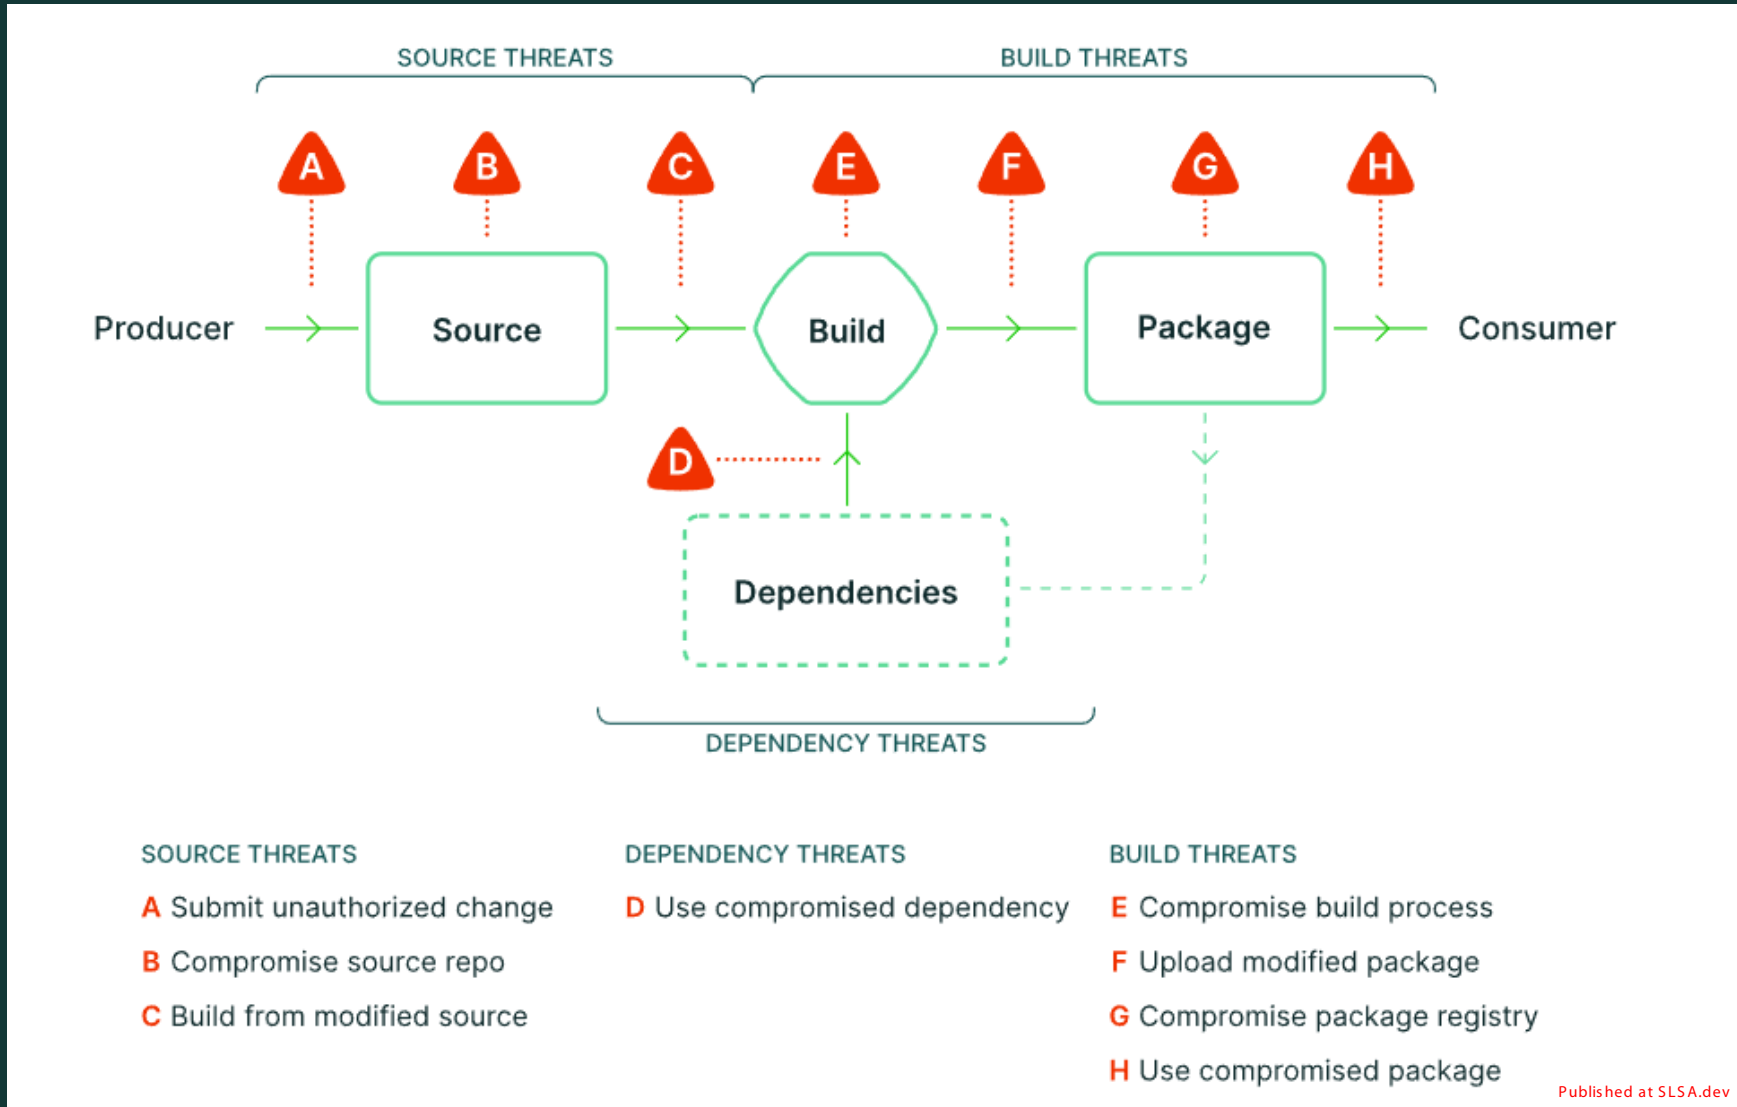 SOURCE THREATS
BUILD THREATS
A
B
C
E
F
G
H
Producer
Source
Build
Package
Consumer
D
Dependencies
DEPENDENCY THREATS
SOURCE THREATS
A Submit unauthorized change
B Compromise source repo
C Build from modified source
DEPENDENCY THREATS
D Use compromised dependency
BUILD THREATS
E Compromise build process
F Upload modified package
G Compromise package registry
H Use compromised package
Published at SLSA.dev